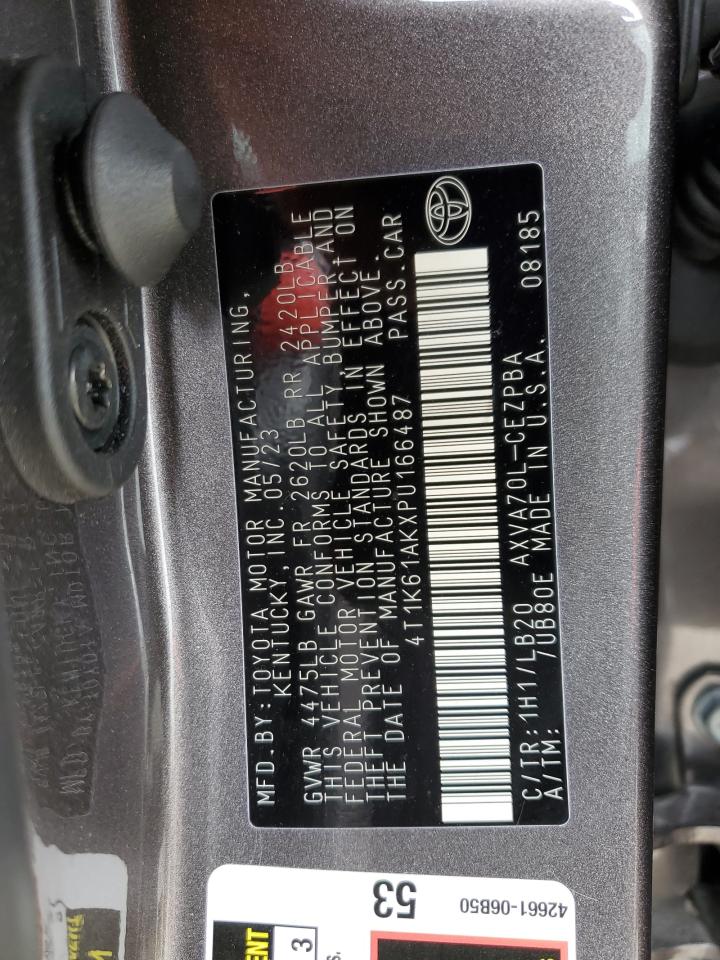 MFD.BY:TOYOTA MOTOR MANUFACTURING,
KENTUCKY, INC. 05/23
GVWR 4475LB GAWR FR 2620LB RR 2420LB
THIS VEHICLE CONFORMS TO ALL APPLICABLE
FEDERAL MOTOR VEHICLE SAFETY, BUMPER, AND
THEFT PREVENTION STANDARDS IN EFFECT ON
THE DATE OF MANUFACTURE SHOWN ABOVE.
4T1K61AKXPU166487 PASS.CAR
C/TR:1H1/LB20 AXVA70L-CEZPBA 08185
A/TM: 7UB80E MADE IN U.S.A.
53
42661-06B50
3